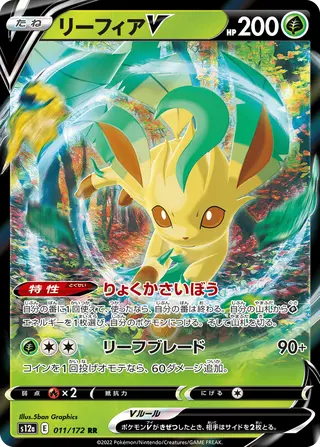 たね リーフィアV HP 200
特性 りょくかさいぼう
自分の番に1回使えて、使ったなら、自分の番は終わる。自分の山札から
エネルギーを1枚選び、自分のポケモンにつける。そして山札を切る。
リーフブレード 90+
コインを1回投げオモテなら、60ダメージ追加。
弱点 ×2 抵抗力 にげる
Illus.5ban Graphics
s12a E 011/172 RR
Vルール
ポケモンVがきぜつしたとき、相手はサイドを2枚とる。
©2022 Pokémon/Nintendo/Creatures/GAME FREAK.